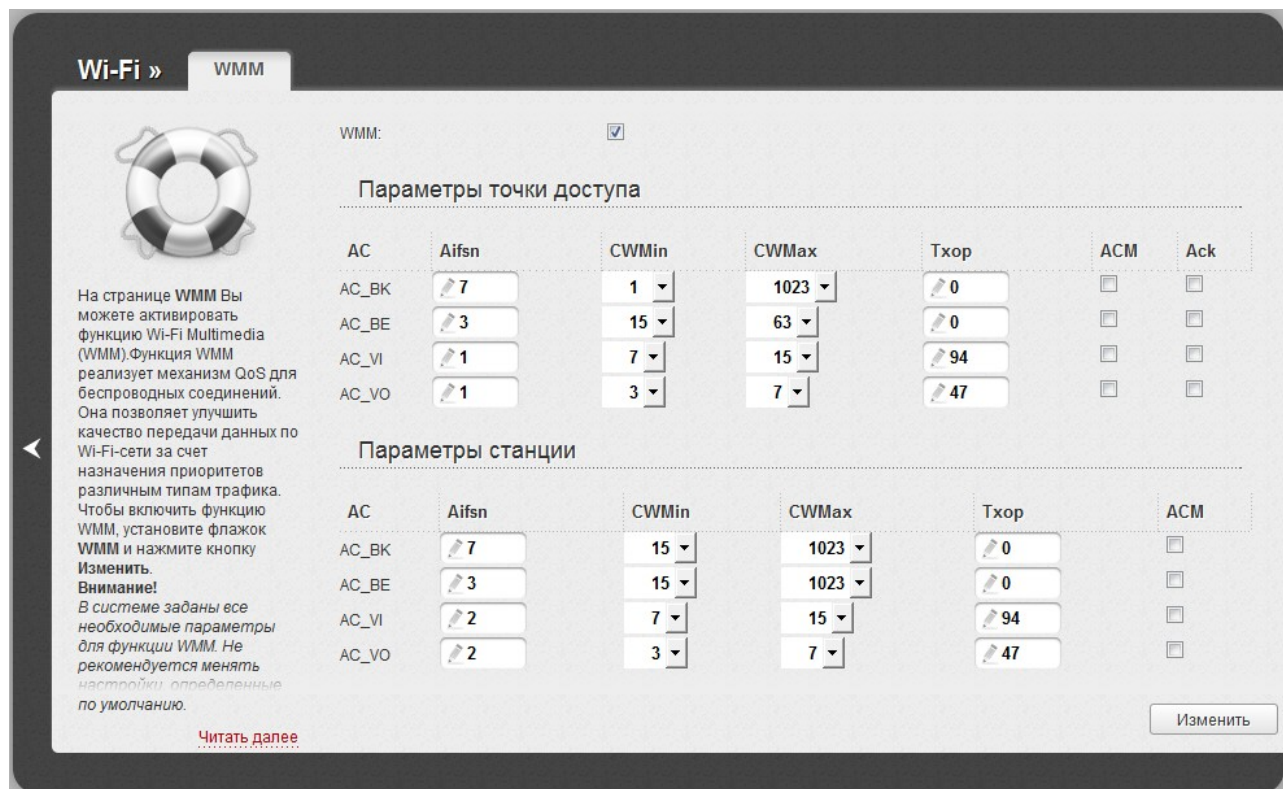 Wi-Fi » WMM
На странице WMM Вы
можете активировать
функцию Wi-Fi Multimedia
(WMM).Функция WMM
реализует механизм QoS для
беспроводных соединений.
Она позволяет улучшить
качество передачи данных по
Wi-Fi-сети за счет
назначения приоритетов
различным типам трафика.
Чтобы включить функцию
WMM, установите флажок
WMM и нажмите кнопку
Изменить.
Внимание!
В системе заданы все
необходимые параметры
для функции WMM. Не
рекомендуется менять
настройки, определенные
по умолчанию.
Читать далее
WMM:
Параметры точки доступа
AC Aifsn CWMin CWMax Txop ACM Ack
AC_BK 7 1 1023 0
AC_BE 3 15 63 0
AC_VI 1 7 15 94
AC_VO 1 3 7 47
Параметры станции
AC Aifsn CWMin CWMax Txop ACM
AC_BK 7 15 1023 0
AC_BE 3 15 1023 0
AC_VI 2 7 15 94
AC_VO 2 3 7 47
Изменить